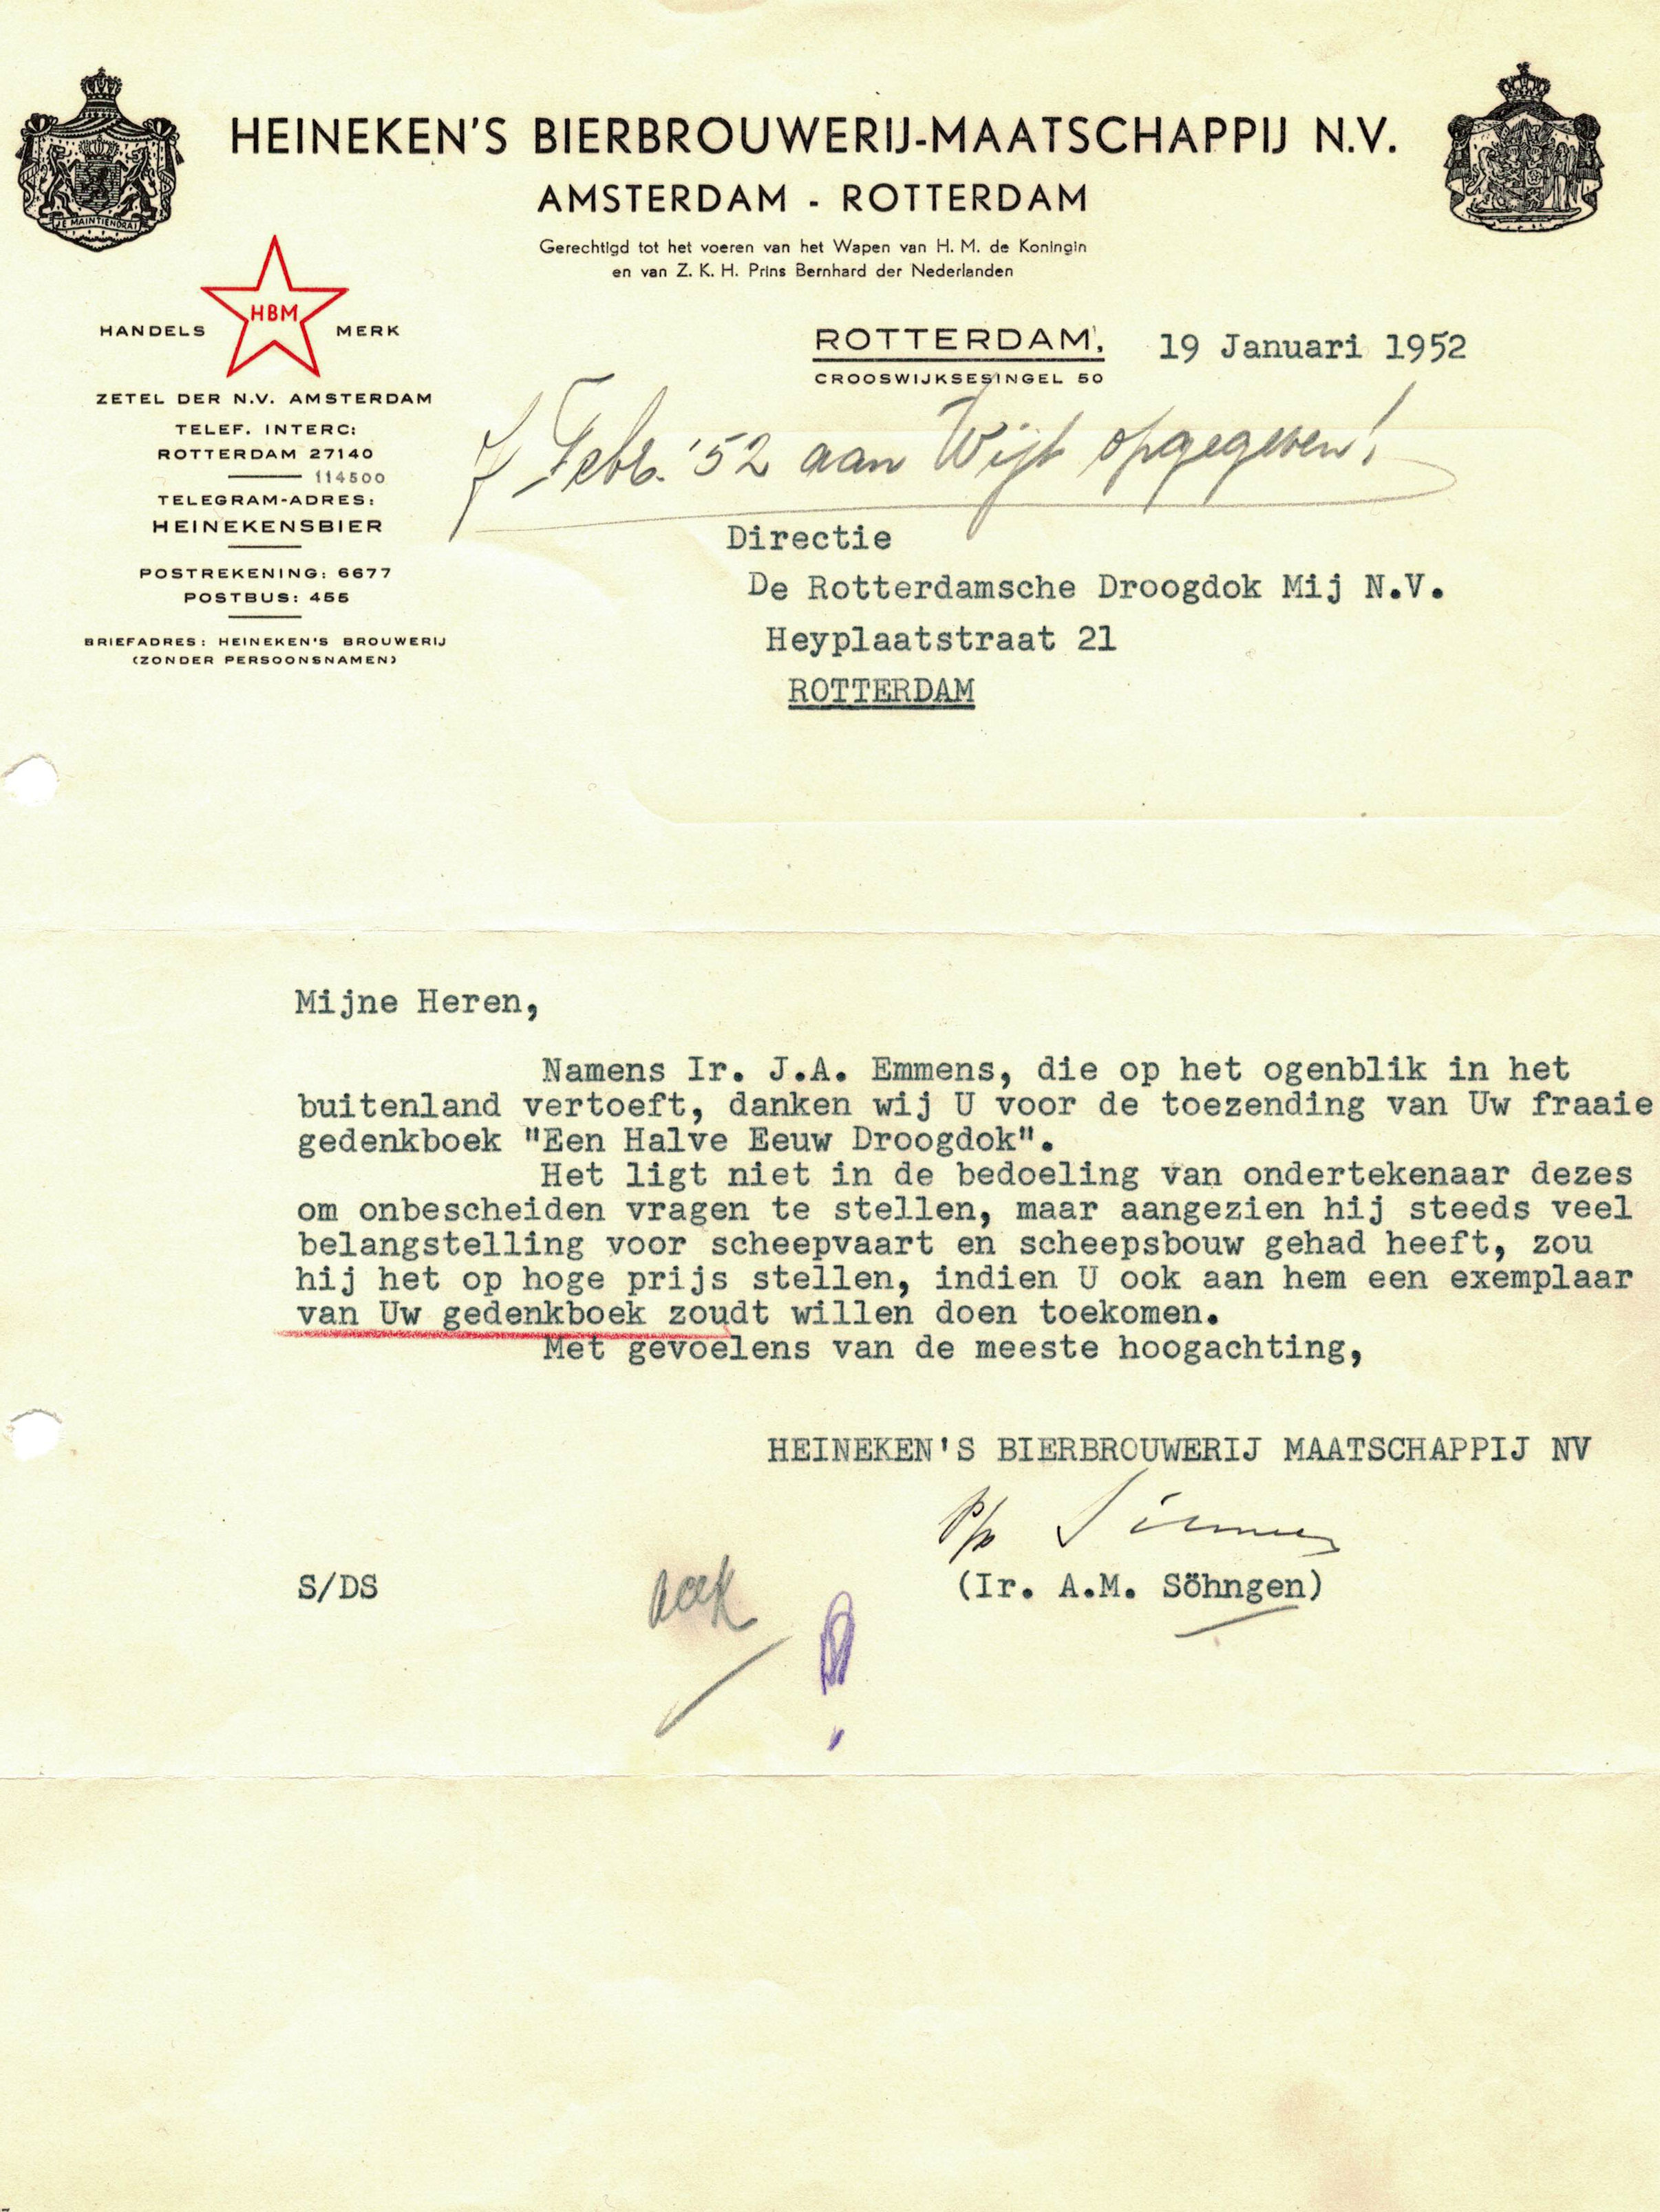 HEINEKEN'S BIERBROUWERIJ-MAATSCHAPPIJ N.V.
AMSTERDAM - ROTTERDAM
Gerechtigd tot het voeren van het Wapen van H. M. de Koningin
en van Z. K. H. Prins Bernhard der Nederlanden
JE MAINTIENDRAI
HBM
HANDELS MERK
ROTTERDAM, 19 Januari 1952
CROOSWIJKSESINGEL 50
ZETEL DER N.V. AMSTERDAM
TELEF. INTERC:
ROTTERDAM 27140
114500
TELEGRAM-ADRES:
HEINEKENSBIER
POSTREKENING: 6677
POSTBUS: 455
BRIEFADRES: HEINEKEN'S BROUWERIJ
(ZONDER PERSOONSNAMEN)
Febr. '52 aan Wijt opgegeven!
Directie
De Rotterdamsche Droogdok Mij N.V.
Heyplaatstraat 21
ROTTERDAM
Mijne Heren,
Namens Ir. J.A. Emmens, die op het ogenblik in het
buitenland vertoeft, danken wij U voor de toezending van Uw fraaie
gedenkboek "Een Halve Eeuw Droogdok".
Het ligt niet in de bedoeling van ondertekenaar dezes
om onbescheiden vragen te stellen, maar aangezien hij steeds veel
belangstelling voor scheepvaart en scheepsbouw gehad heeft, zou
hij het op hoge prijs stellen, indien U ook aan hem een exemplaar
van Uw gedenkboek zoudt willen doen toekomen.
Met gevoelens van de meeste hoogachting,
HEINEKEN'S BIERBROUWERIJ MAATSCHAPPIJ NV
P/p
(Ir. A.M. Söhngen)
S/DS